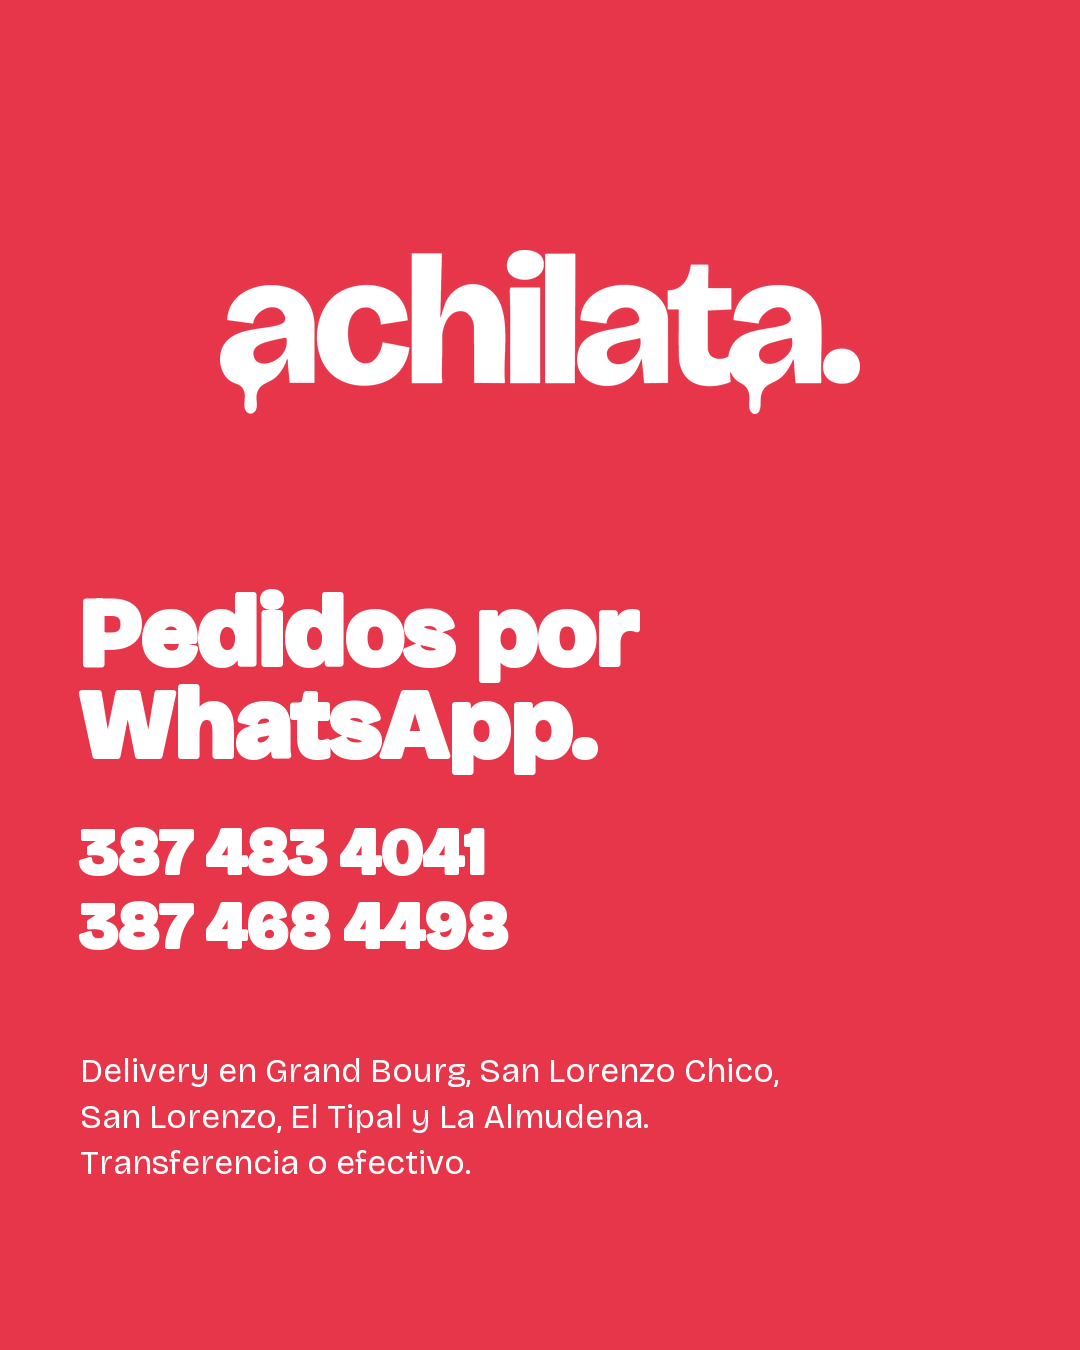 achilata.
Pedidos por
WhatsApp.
387 483 4041
387 468 4498
Delivery en Grand Bourg, San Lorenzo Chico,
San Lorenzo, El Tipal y La Almudena.
Transferencia o efectivo.